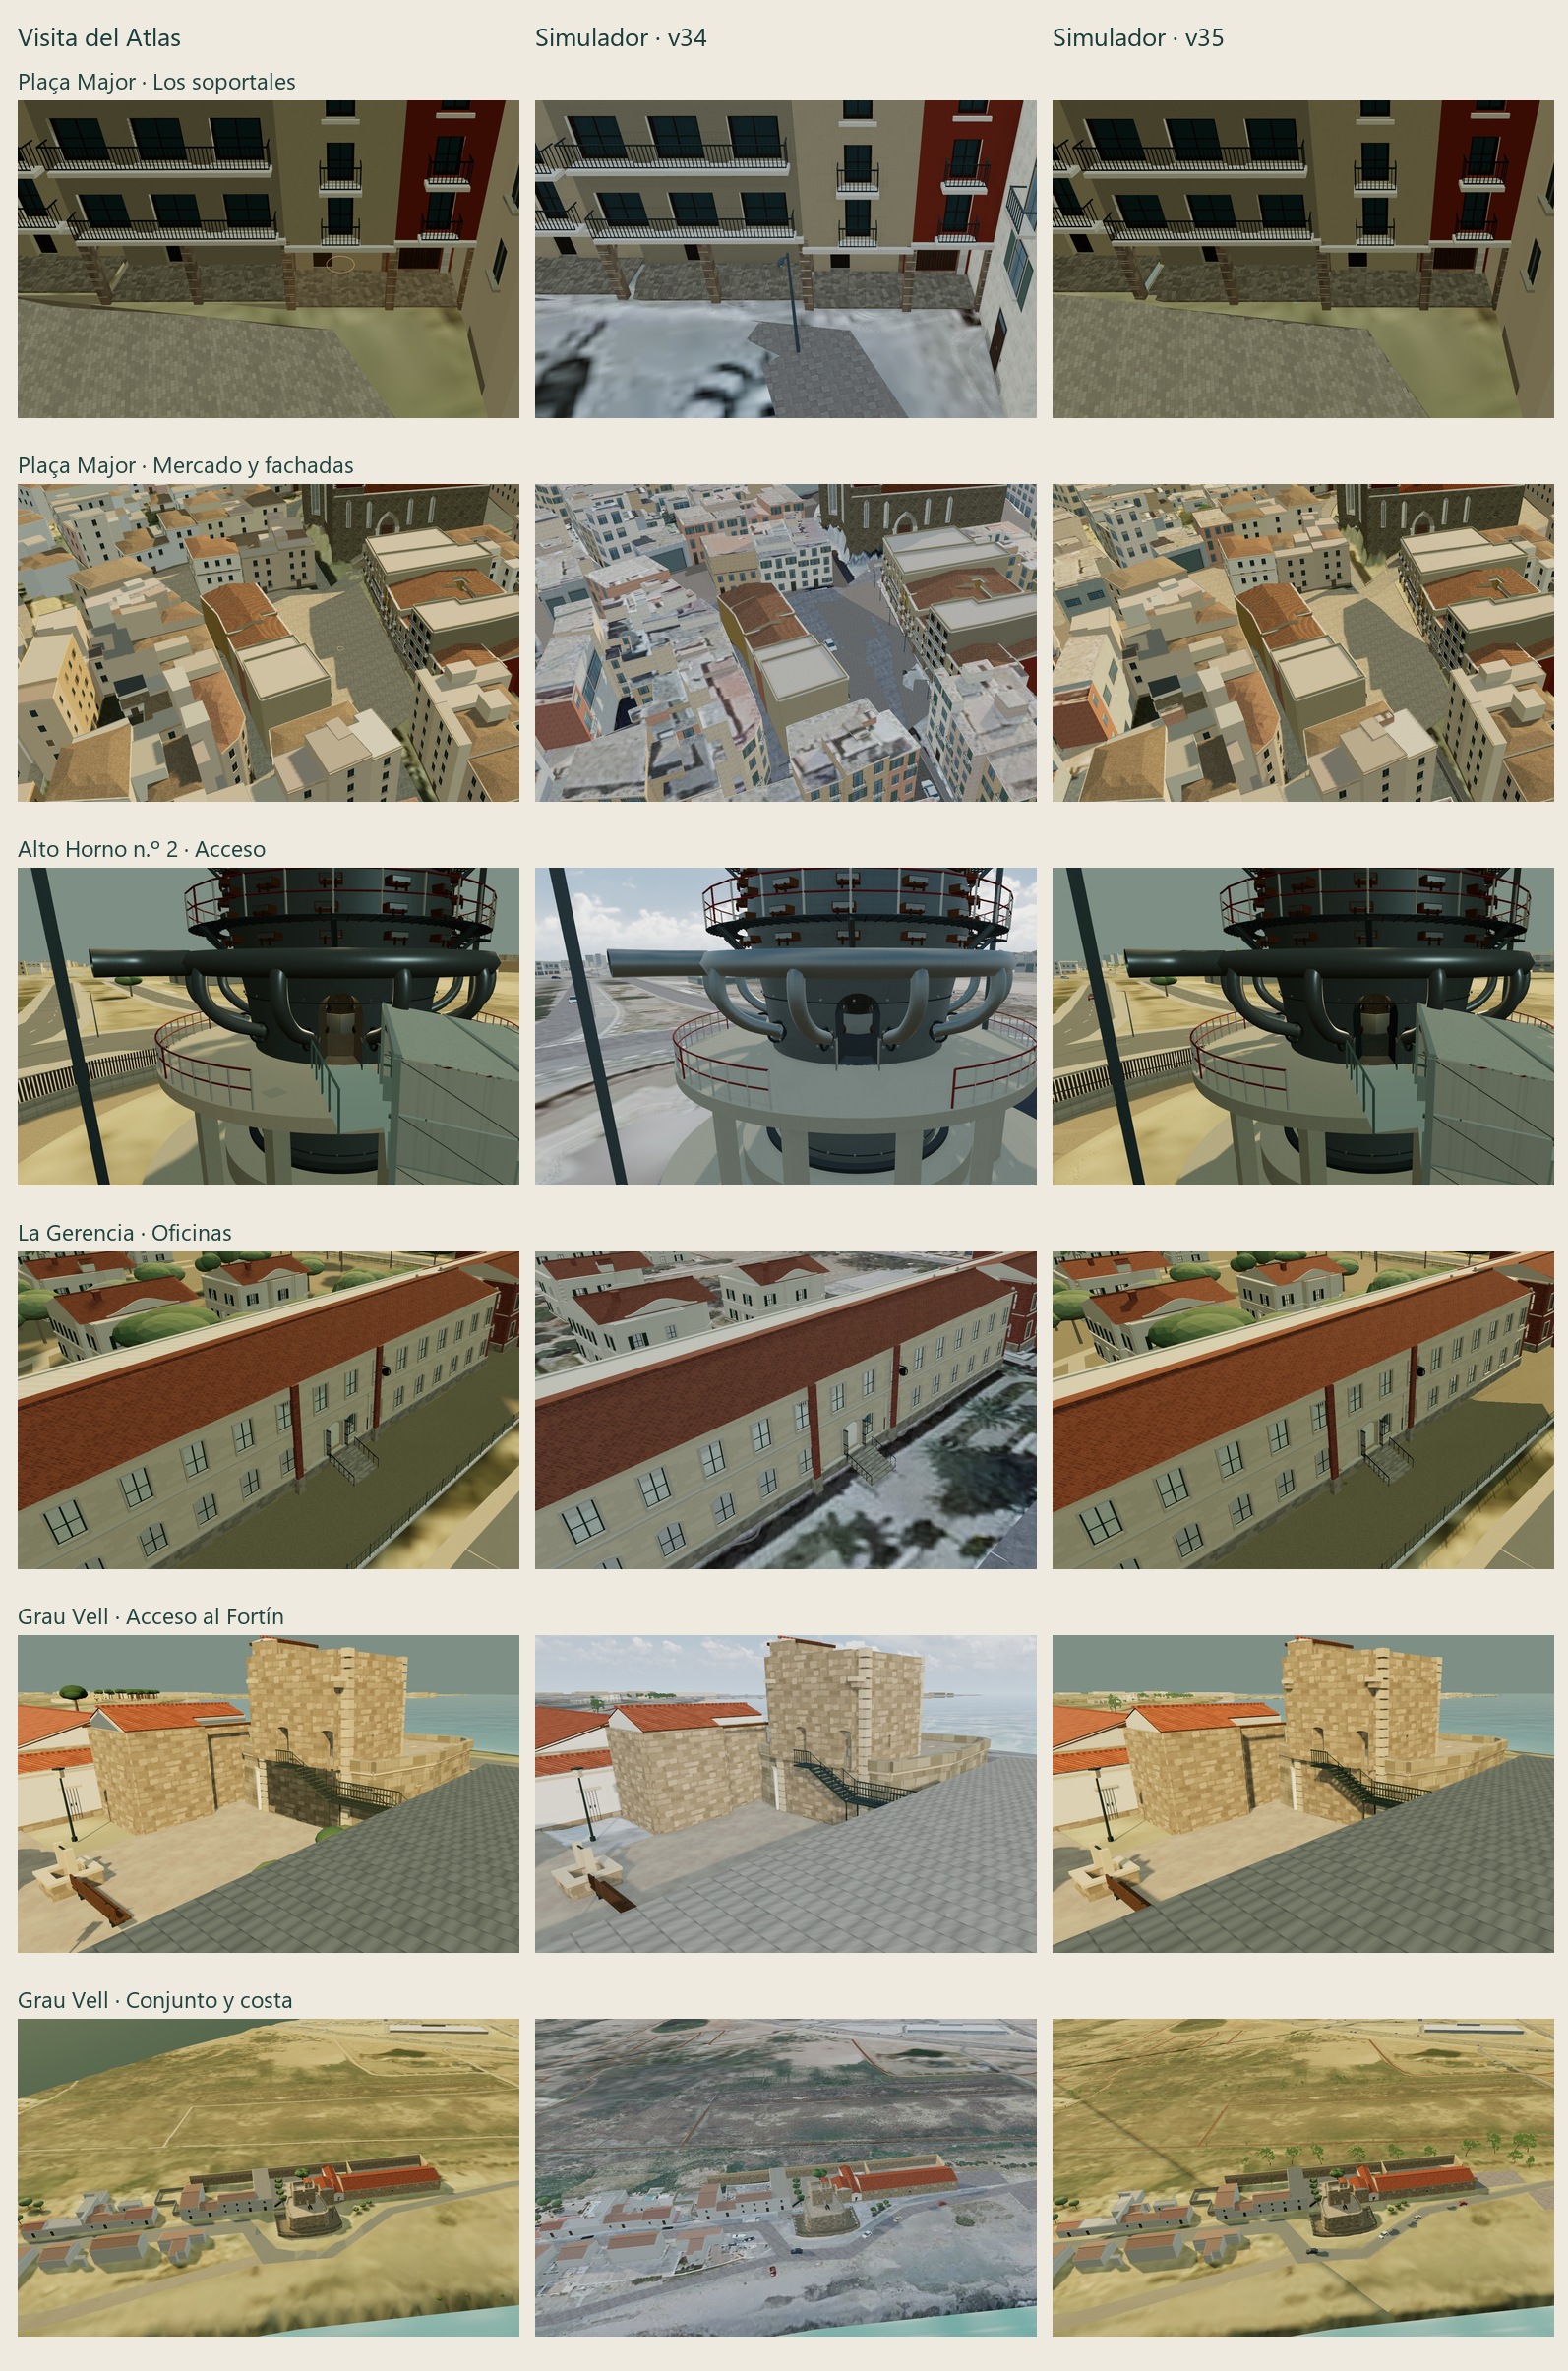 Visita del Atlas
Simulador · v34
Simulador · v35
Plaça Major · Los soportales
Plaça Major · Mercado y fachadas
Alto Horno n.º 2 · Acceso
La Gerencia · Oficinas
Grau Vell · Acceso al Fortín
Grau Vell · Conjunto y costa